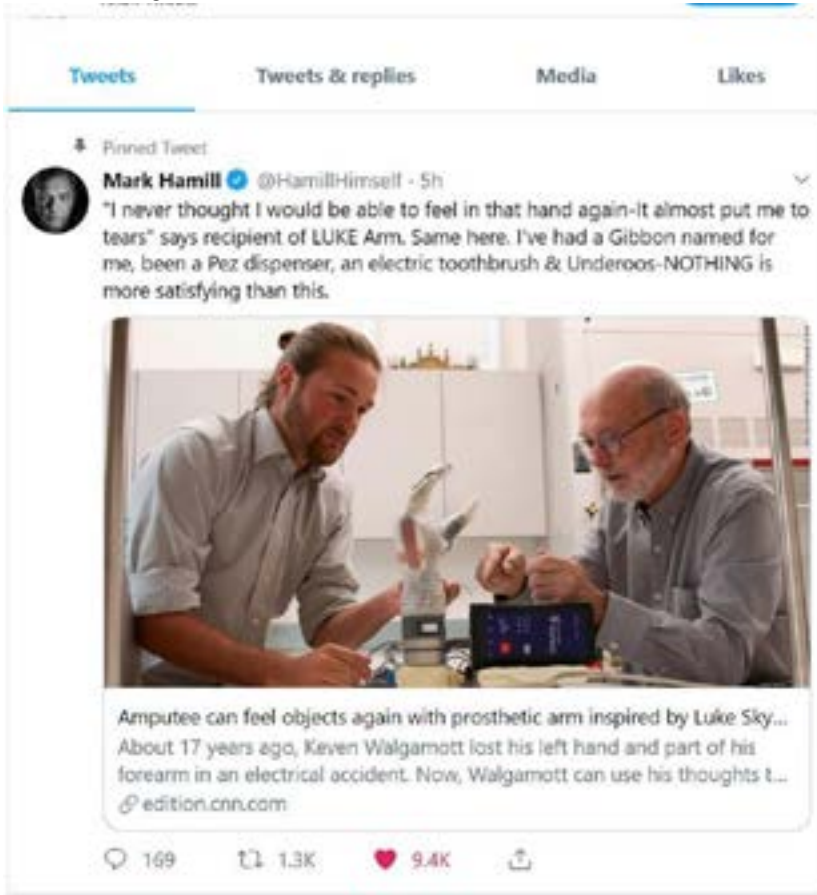 Tweets Tweets & replies Media Likes
Pinned Tweet
Mark Hamill @HamillHimself · 5h
"I never thought I would be able to feel in that hand again-It almost put me to
tears" says recipient of LUKE Arm. Same here. I've had a Gibbon named for
me, been a Pez dispenser, an electric toothbrush & Underoos-NOTHING is
more satisfying than this.
Amputee can feel objects again with prosthetic arm inspired by Luke Sky...
About 17 years ago, Keven Walgamott lost his left hand and part of his
forearm in an electrical accident. Now, Walgamott can use his thoughts t...
edition.cnn.com
169 1.3K 9.4K